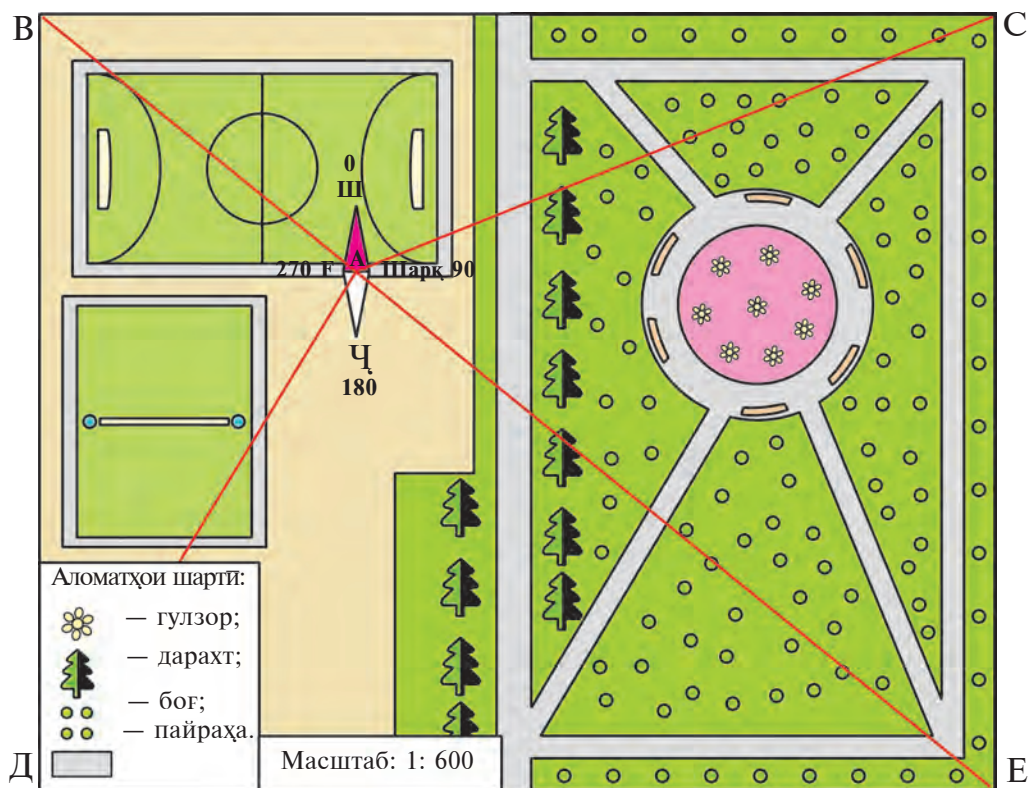 В
С
0
Ш
А
270 Ғ
Шарқ 90
Ҷ
180
Аломатҳои шартӣ:
— гулзор;
— дарахт;
— боғ;
— пайраҳа.
Масштаб: 1: 600
Д
Е